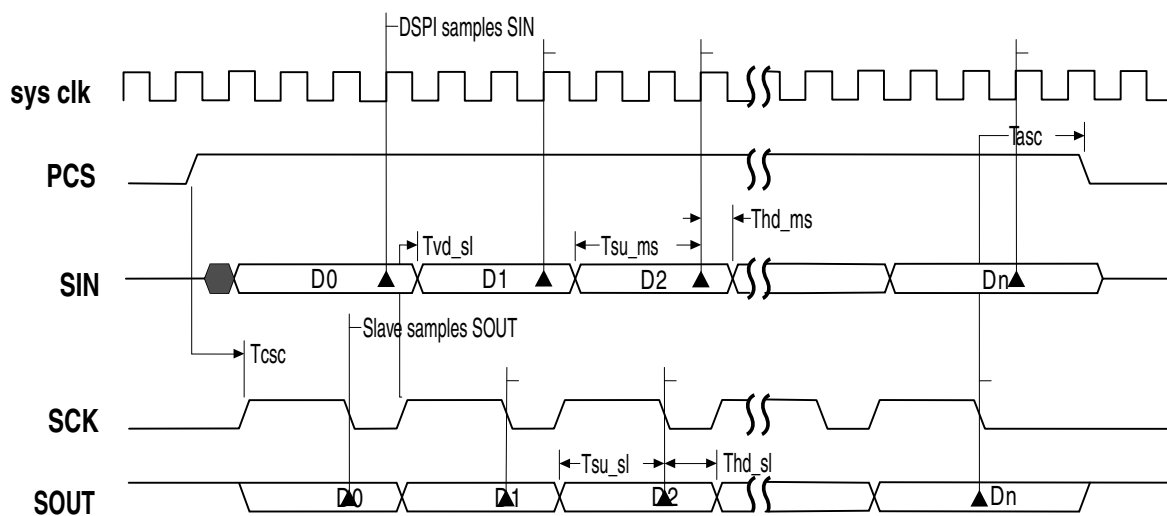 DSPI samples SIN
sys clk
Tasc
PCS
Thd_ms
Tvd_sl
Tsu_ms
SIN
D0
D1
D2
Dn
Slave samples SOUT
Tcsc
SCK
Tsu_sl
Thd_sl
SOUT
D0
D1
D2
Dn